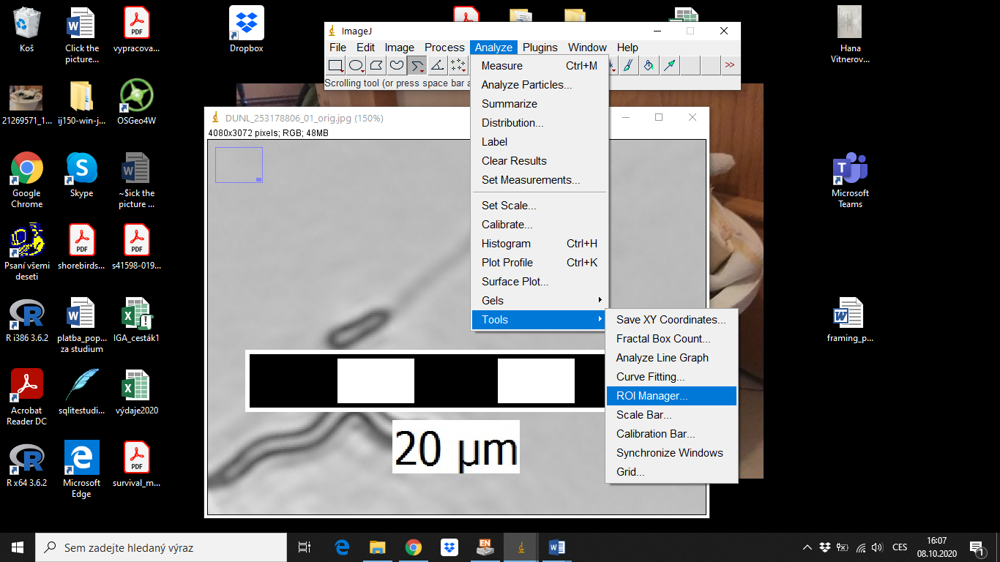 Koš
Click the
picture...
vypracova...
Dropbox
Hana
Vitnerov...
21269571_1...
ij150-win-j...
OSGeo4W
Google
Chrome
Skype
~$ick the
picture ...
Microsoft
Teams
Psaní všemi
deseti
shorebirds...
s41598-019...
R i386 3.6.2
platba_pop...
za studium
IGA_cesták1
framing_p...
Acrobat
Reader DC
sqlitestudi...
výdaje2020
R x64 3.6.2
Microsoft
Edge
survival_m...
ImageJ
File Edit Image Process Analyze Plugins Window Help
Scrolling tool (or press space bar a
DUNL_253178806_01_orig.jpg (150%)
4080x3072 pixels; RGB; 48MB
Measure Ctrl+M
Analyze Particles...
Summarize
Distribution...
Label
Clear Results
Set Measurements...
Set Scale...
Calibrate...
Histogram Ctrl+H
Plot Profile Ctrl+K
Surface Plot...
Gels
Tools
Save XY Coordinates...
Fractal Box Count...
Analyze Line Graph
Curve Fitting...
ROI Manager...
Scale Bar...
Calibration Bar...
Synchronize Windows
Grid...
20 µm
Sem zadejte hledaný výraz
EN
CES
16:07
08.10.2020
1